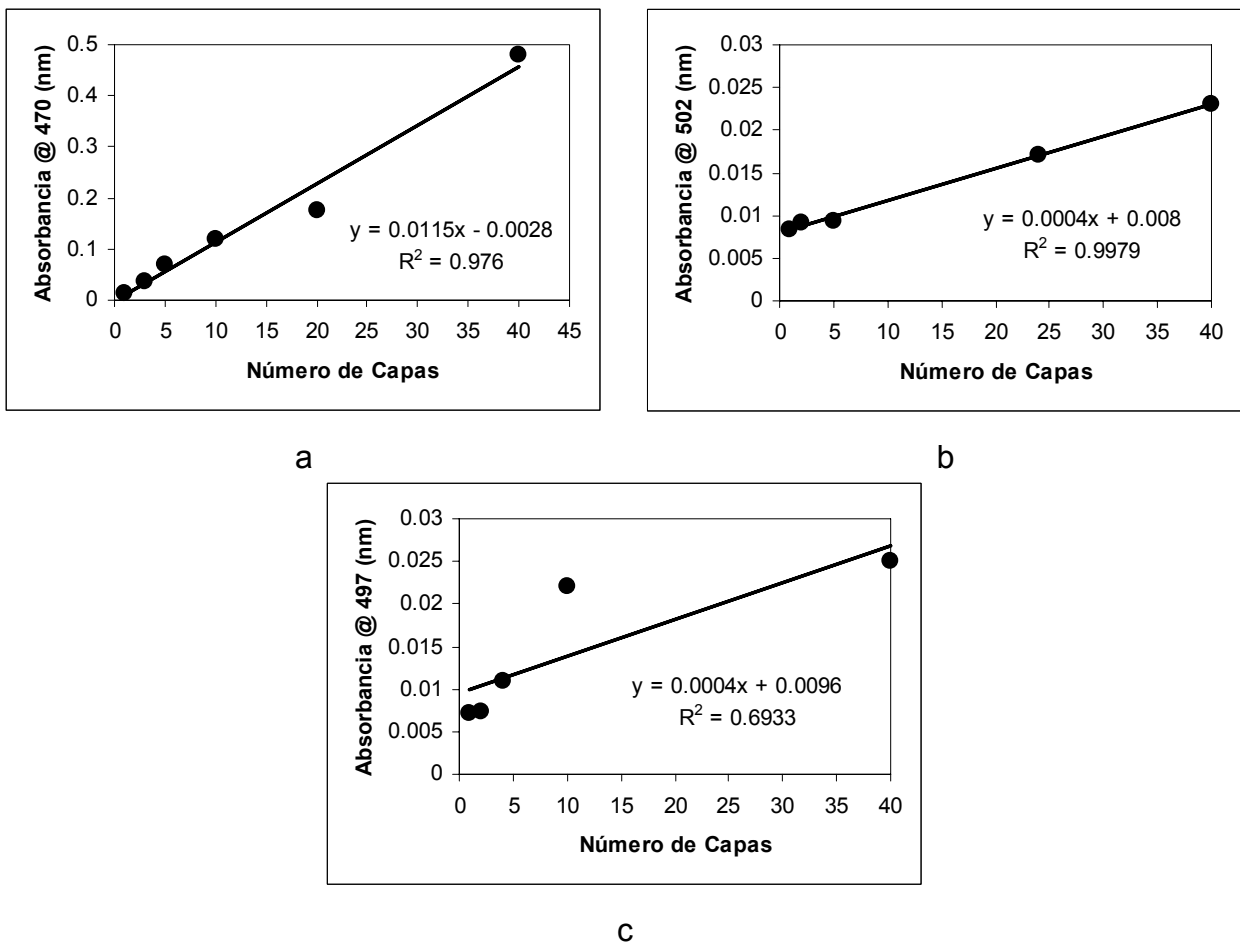 Absorbancia @ 470 (nm)
0.5
0.4
0.3
0.2
0.1
0
y = 0.0115x - 0.0028
R² = 0.976
0 5 10 15 20 25 30 35 40 45
Número de Capas
a
Absorbancia @ 502 (nm)
0.03
0.025
0.02
0.015
0.01
0.005
0
y = 0.0004x + 0.008
R² = 0.9979
0 5 10 15 20 25 30 35 40
Número de Capas
b
Absorbancia @ 497 (nm)
0.03
0.025
0.02
0.015
0.01
0.005
0
y = 0.0004x + 0.0096
R² = 0.6933
0 5 10 15 20 25 30 35 40
Número de Capas
c